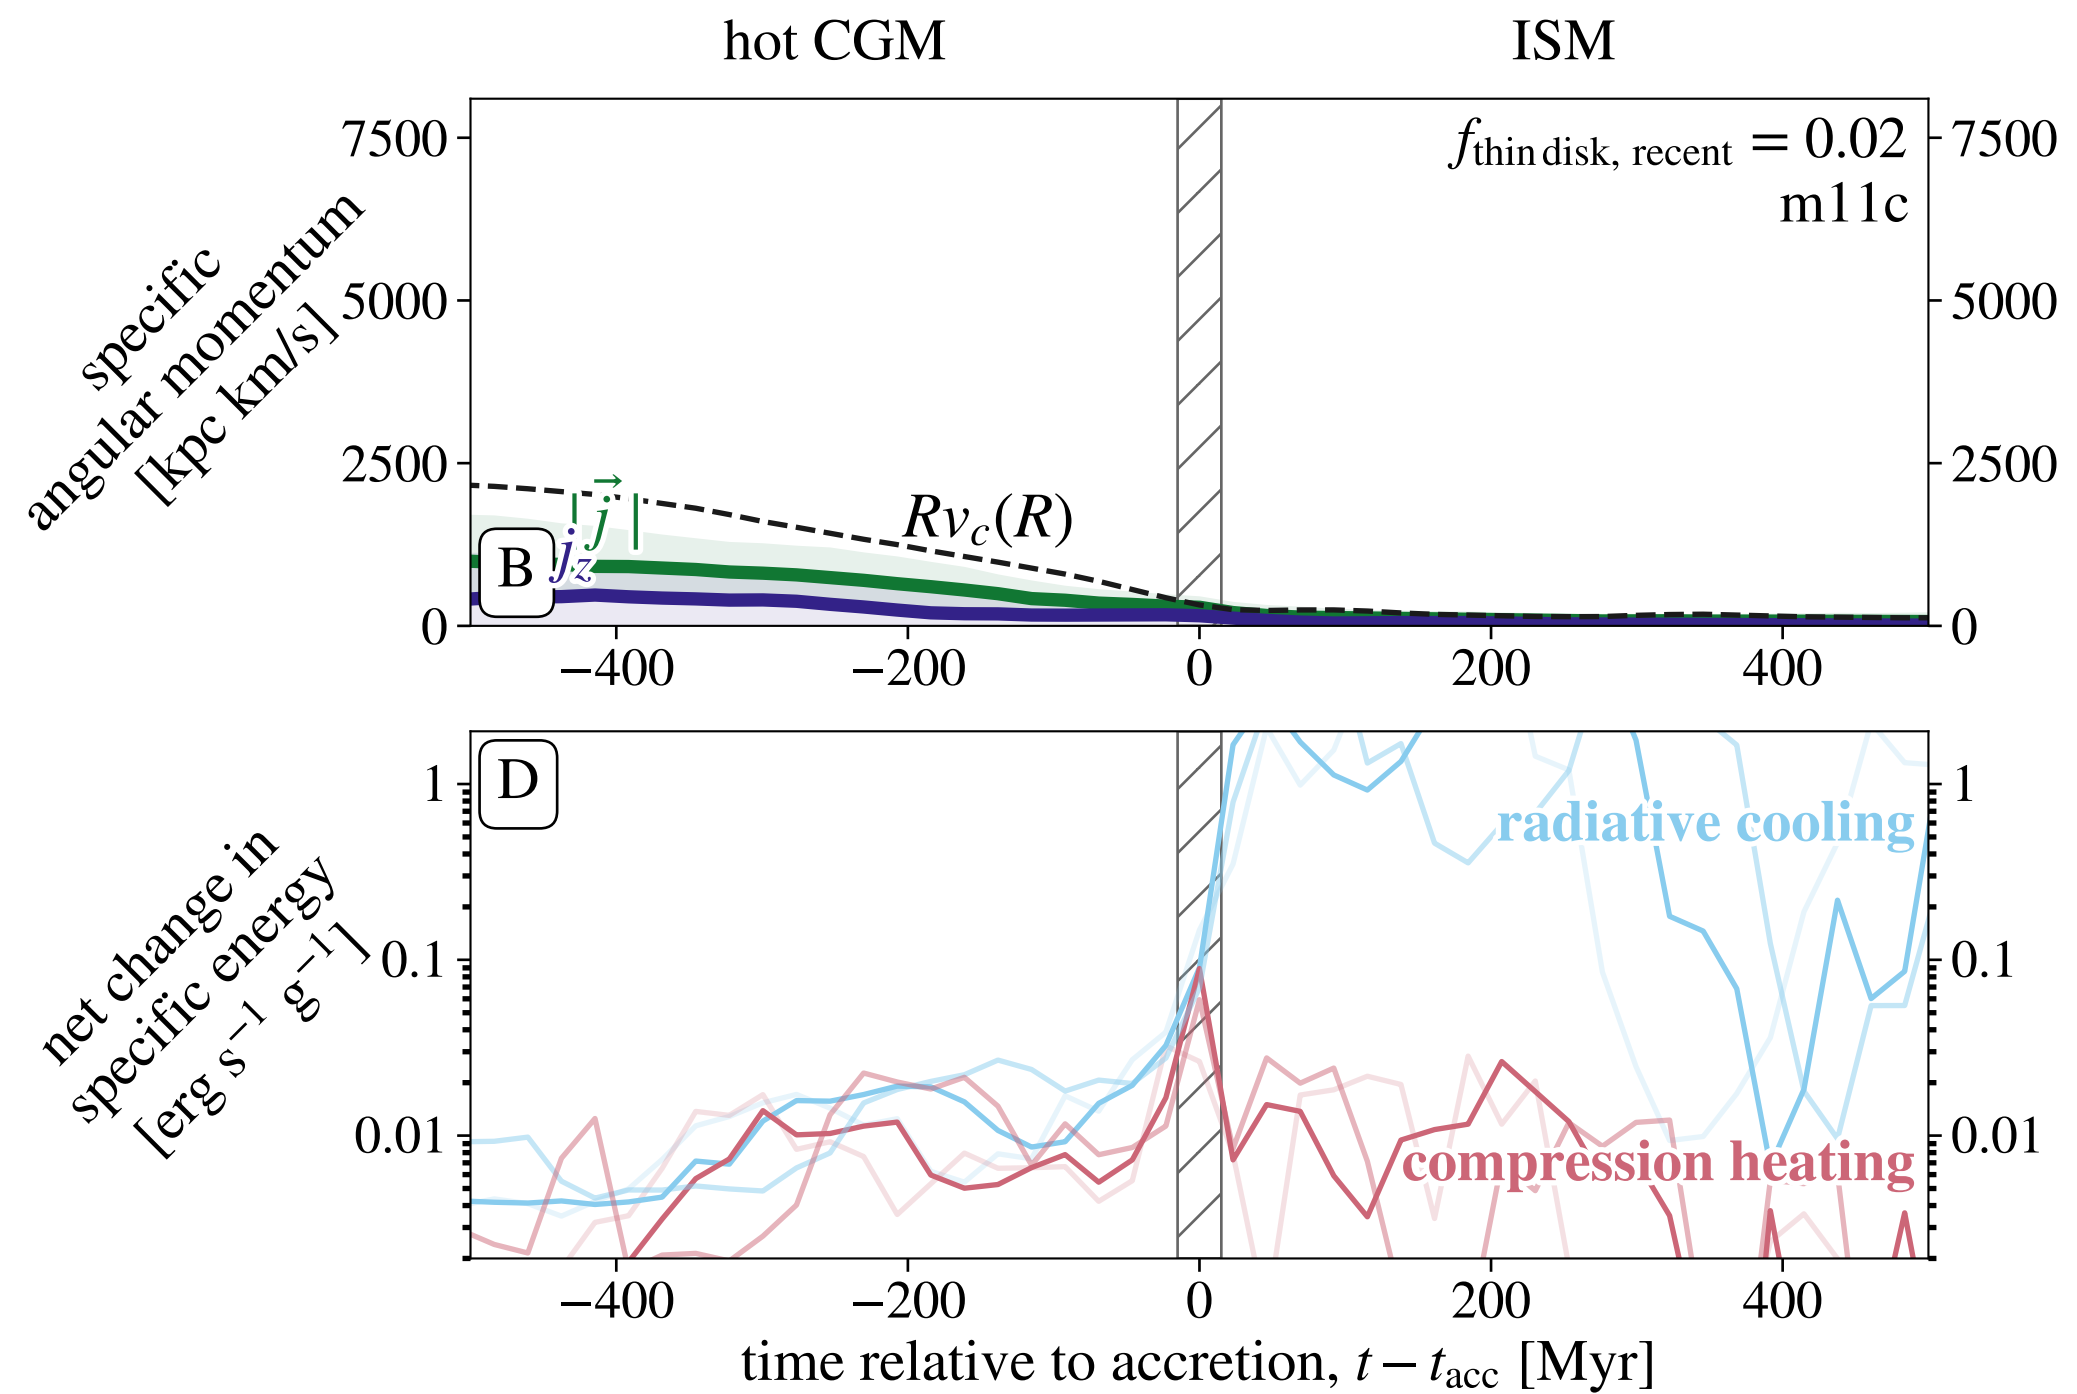 hot CGM
ISM
specific
angular momentum
[kpc km/s]
7500
5000
2500
0
f_thin disk, recent = 0.02
m11c
7500
5000
2500
0
|j⃗|
j_z
B
Rv_c(R)
−400
−200
0
200
400
net change in
specific energy
[erg s⁻¹ g⁻¹]
1
0.1
0.01
D
radiative cooling
compression heating
1
0.1
0.01
−400
−200
0
200
400
time relative to accretion, t − t_acc [Myr]